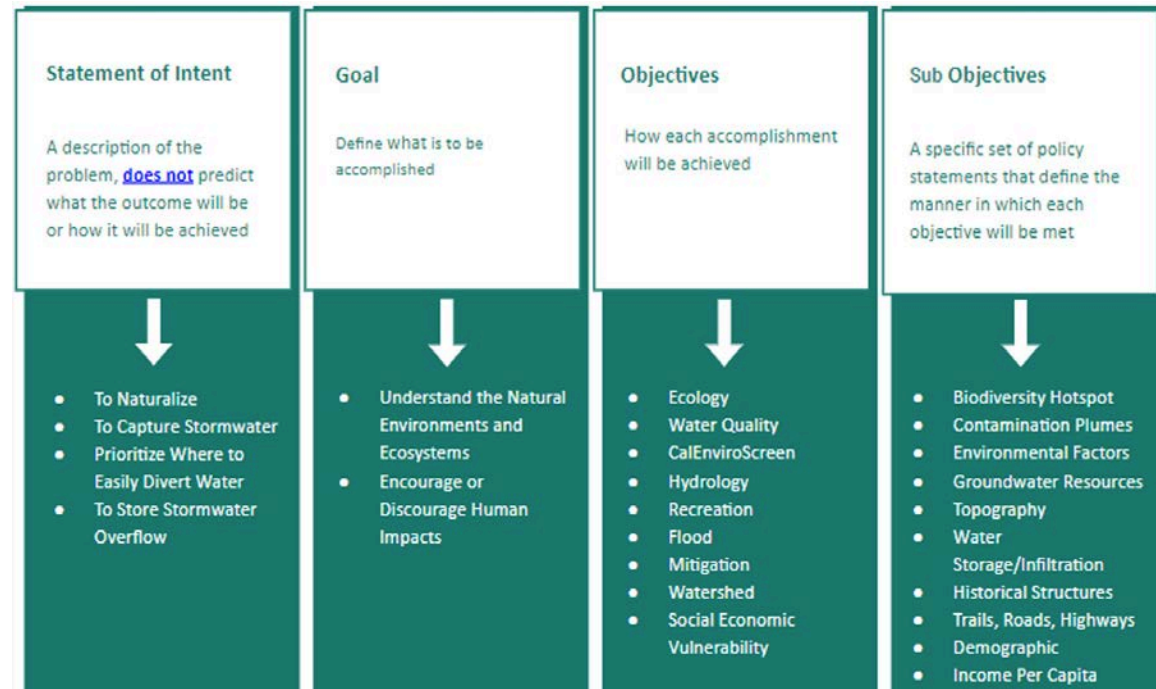 Statement of Intent
A description of the
problem, does not predict
what the outcome will be
or how it will be achieved
To Naturalize
To Capture Stormwater
Prioritize Where to
Easily Divert Water
To Store Stormwater
Overflow
Goal
Define what is to be
accomplished
Understand the Natural
Environments and
Ecosystems
Encourage or
Discourage Human
Impacts
Objectives
How each accomplishment
will be achieved
Ecology
Water Quality
CalEnviroScreen
Hydrology
Recreation
Flood
Mitigation
Watershed
Social Economic
Vulnerability
Sub Objectives
A specific set of policy
statements that define the
manner in which each
objective will be met
Biodiversity Hotspot
Contamination Plumes
Environmental Factors
Groundwater Resources
Topography
Water
Storage/Infiltration
Historical Structures
Trails, Roads, Highways
Demographic
Income Per Capita